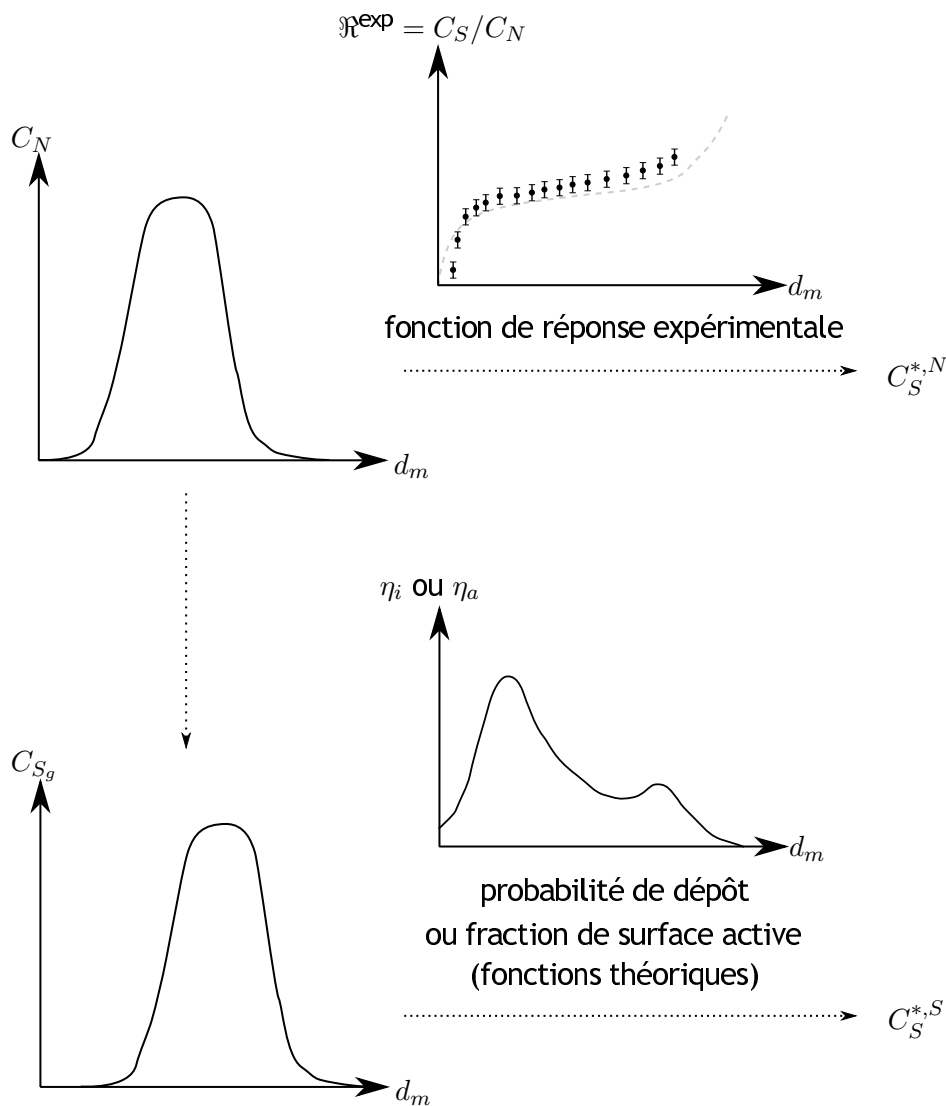 ℜ^exp = C_S/C_N
C_N
d_m
fonction de réponse expérimentale
C_S^{*,N}
d_m
η_i ou η_a
C_{S_g}
d_m
probabilité de dépôt
ou fraction de surface active
(fonctions théoriques)
C_S^{*,S}
d_m